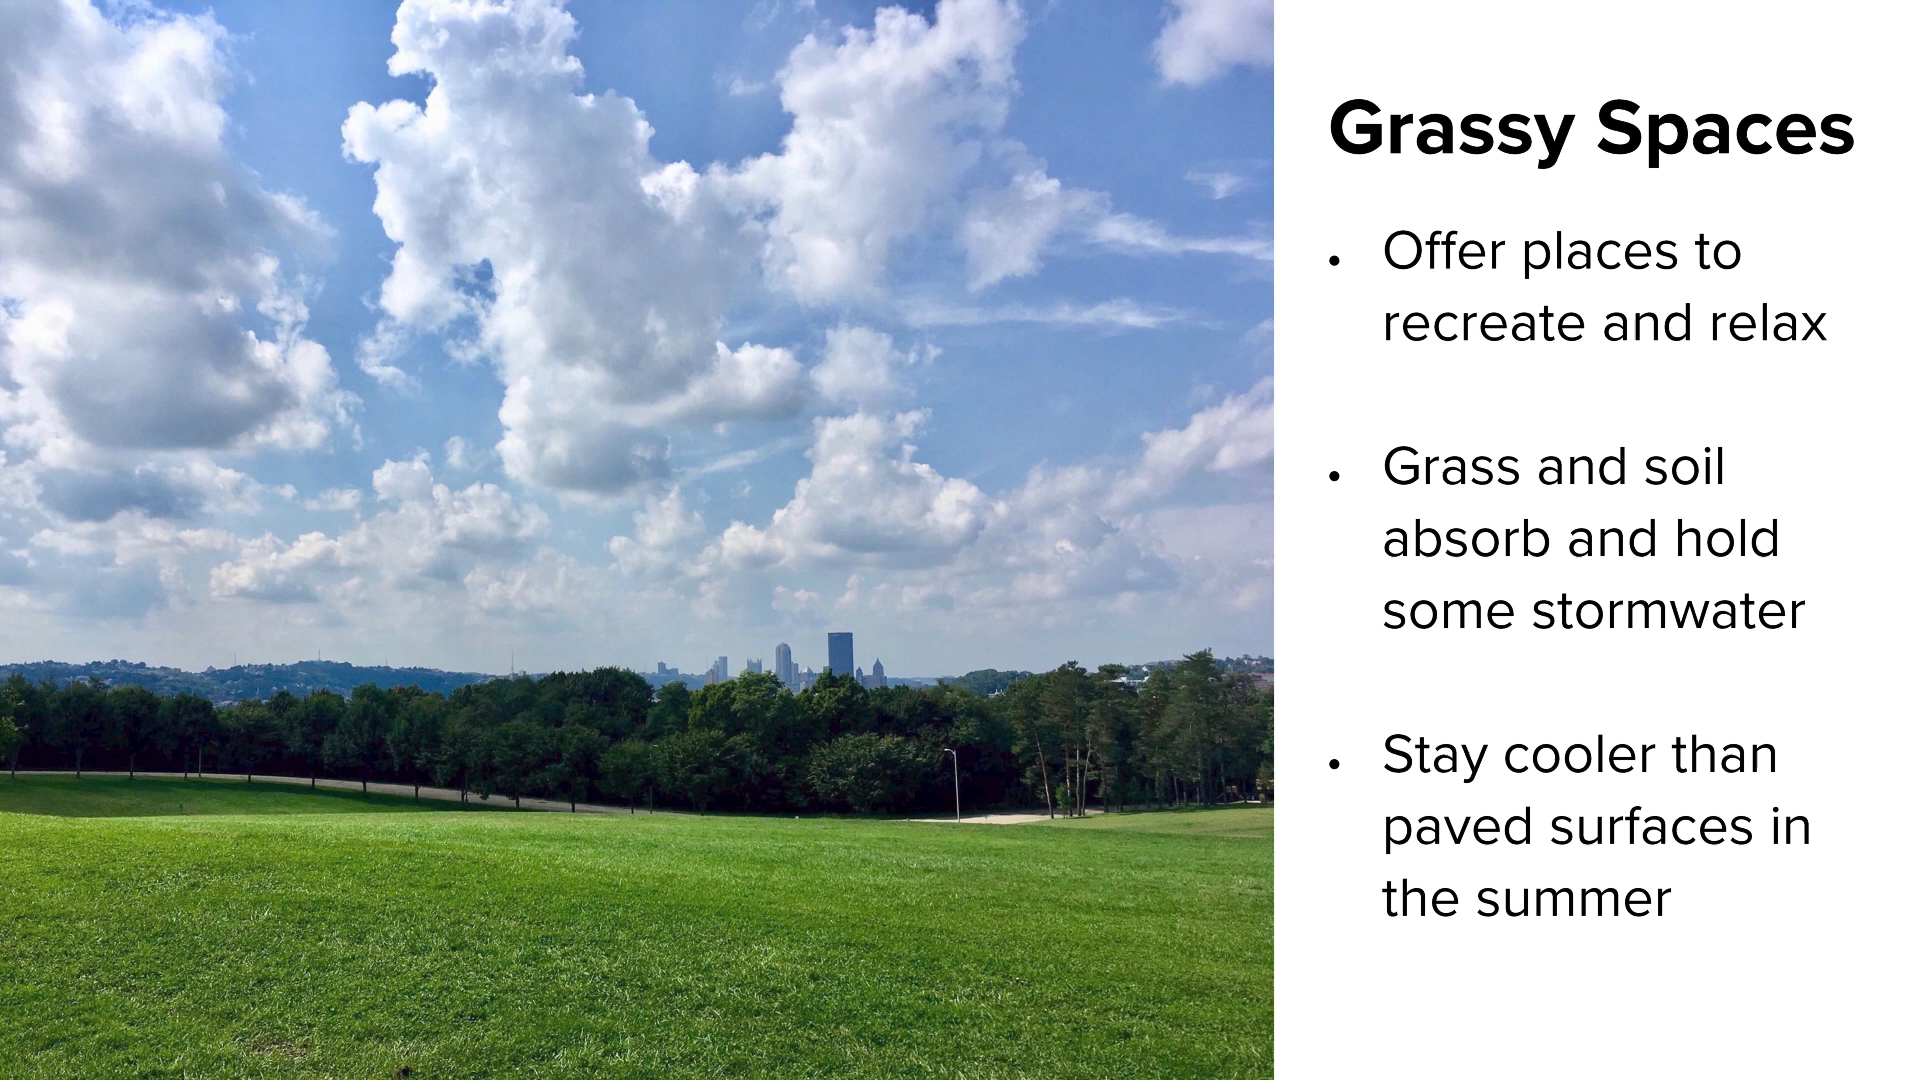 Grassy Spaces
• Offer places to
recreate and relax
• Grass and soil
absorb and hold
some stormwater
• Stay cooler than
paved surfaces in
the summer